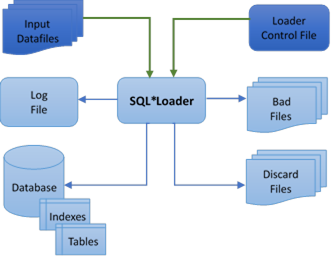 Input
Datafiles
Loader
Control File
Log
File
SQL*Loader
Bad
Files
Database
Indexes
Tables
Discard
Files